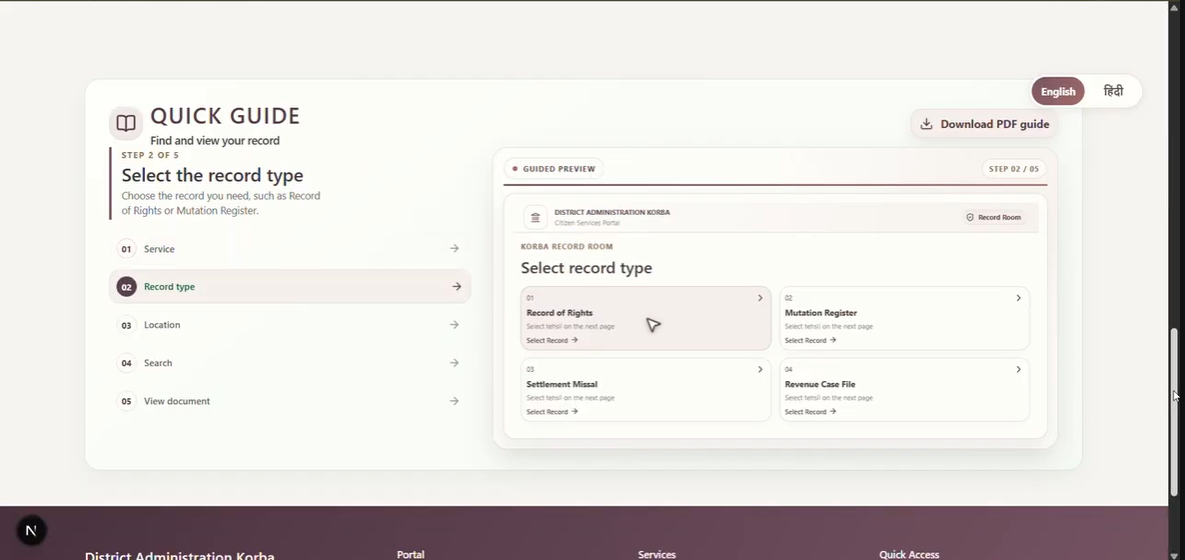 English
हिंदी
QUICK GUIDE
Find and view your record
Download PDF guide
STEP 2 OF 5
Select the record type
Choose the record you need, such as Record
of Rights or Mutation Register.
01 Service
02 Record type
03 Location
04 Search
05 View document
GUIDED PREVIEW
STEP 02 / 05
DISTRICT ADMINISTRATION KORBA
Citizen Services Portal
Record Room
KORBA RECORD ROOM
Select record type
01
Record of Rights
Select tehsil on the next page
Select Record
02
Mutation Register
Select tehsil on the next page
Select Record
03
Settlement Missal
Select tehsil on the next page
Select Record
04
Revenue Case File
Select tehsil on the next page
Select Record
N
District Administration Korba
Portal
Services
Quick Access